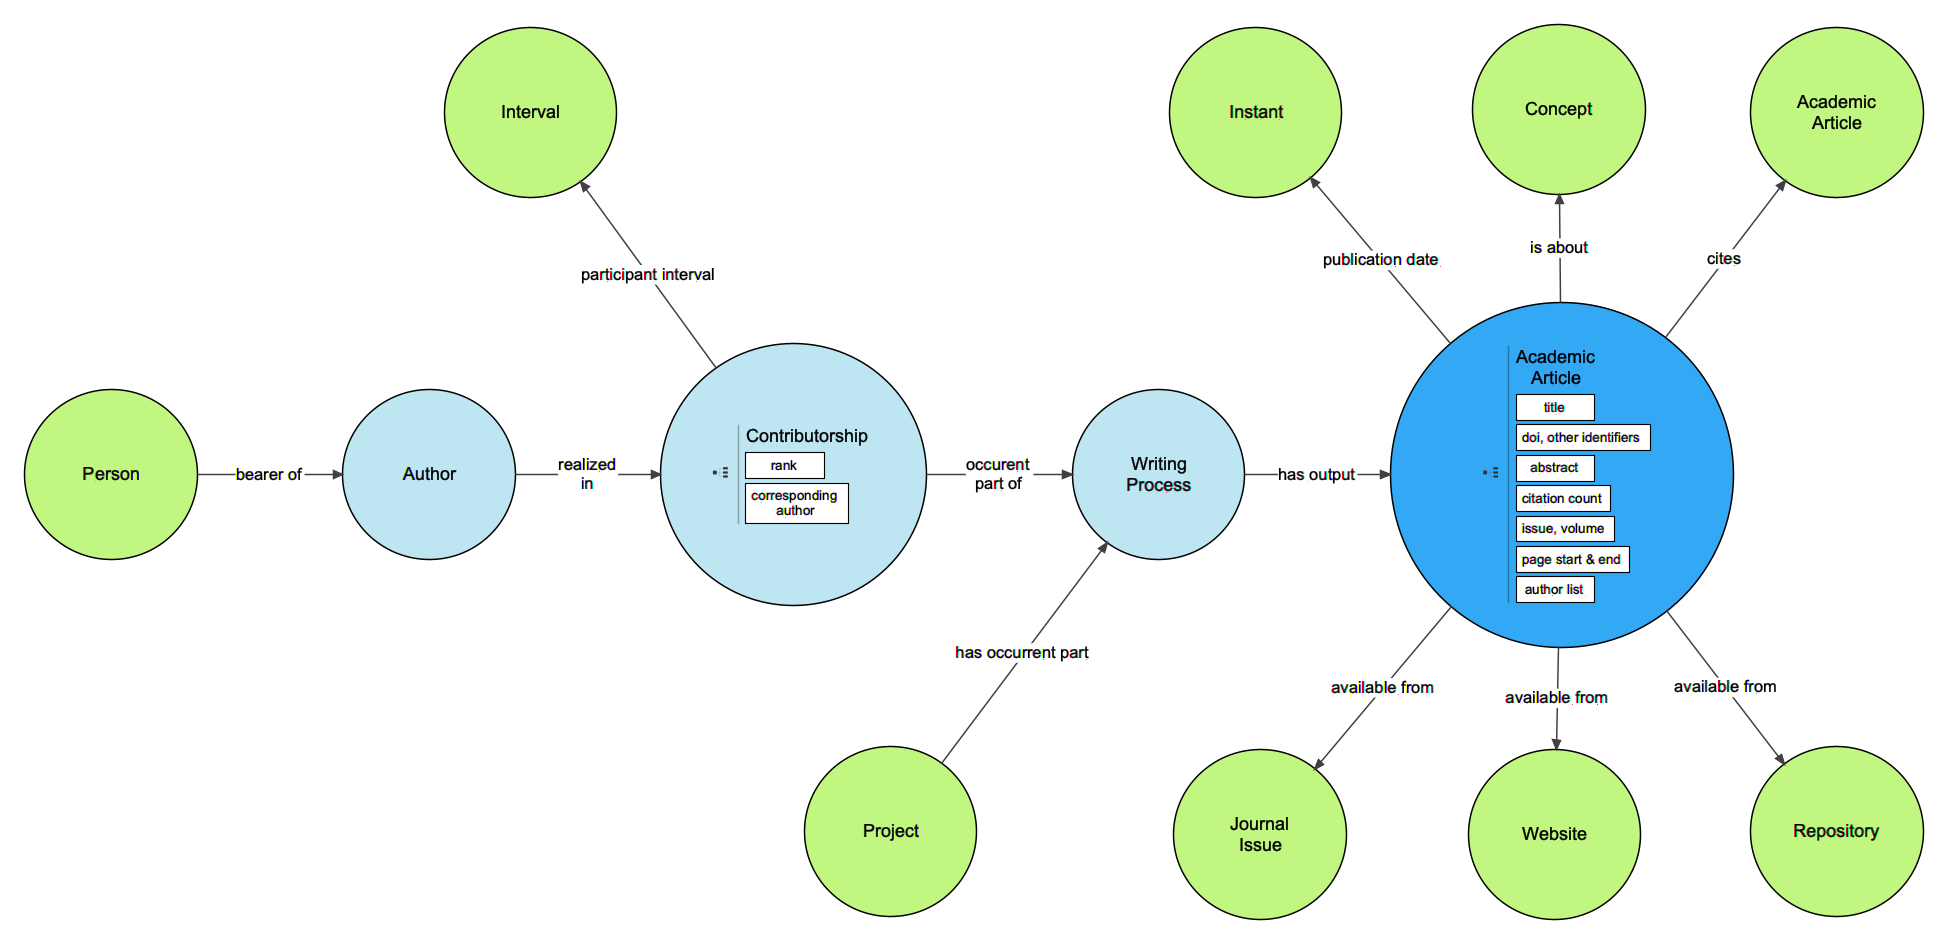 Interval
Instant
Concept
Academic
Article
participant interval
publication date
is about
cites
Person
bearer of
Author
realized
in
Contributorship
rank
corresponding
author
occurent
part of
Writing
Process
has output
Academic
Article
title
doi, other identifiers
abstract
citation count
issue, volume
page start & end
author list
has occurrent part
available from
available from
available from
Project
Journal
Issue
Website
Repository